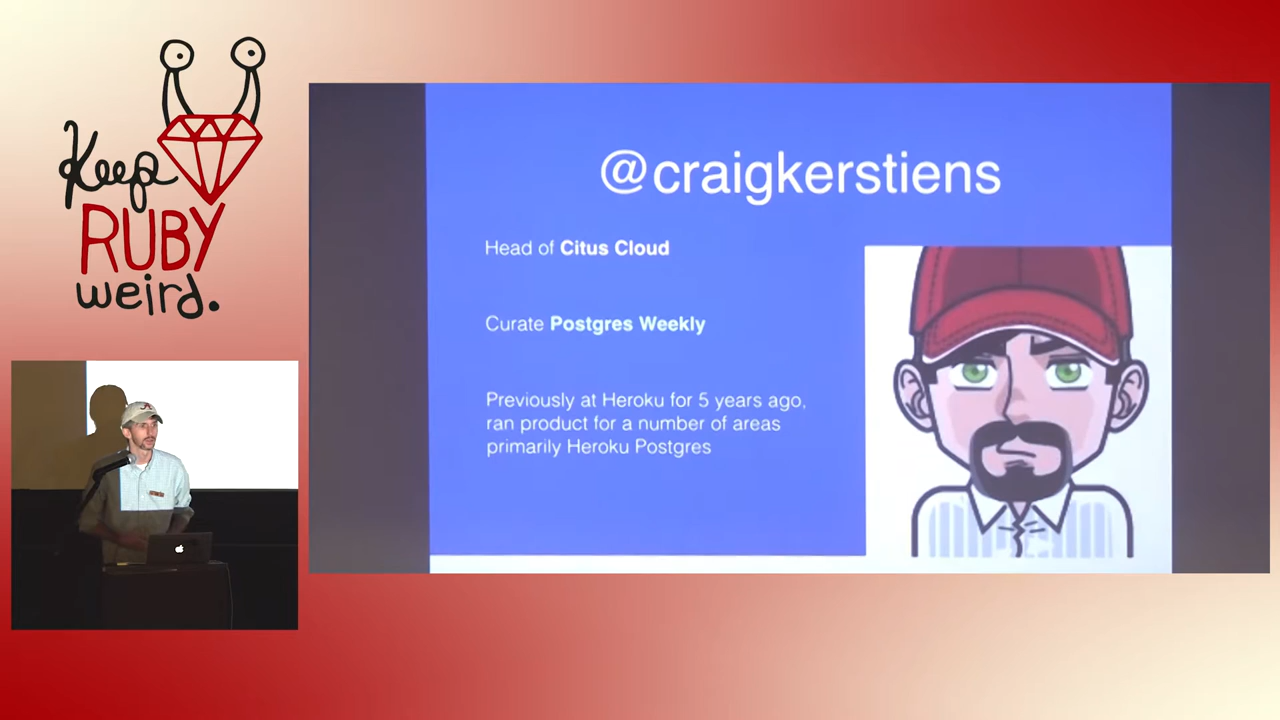 Keep
RUBY
weird.
@craigkerstiens
Head of Citus Cloud
Curate Postgres Weekly
Previously at Heroku for 5 years ago,
ran product for a number of areas
primarily Heroku Postgres